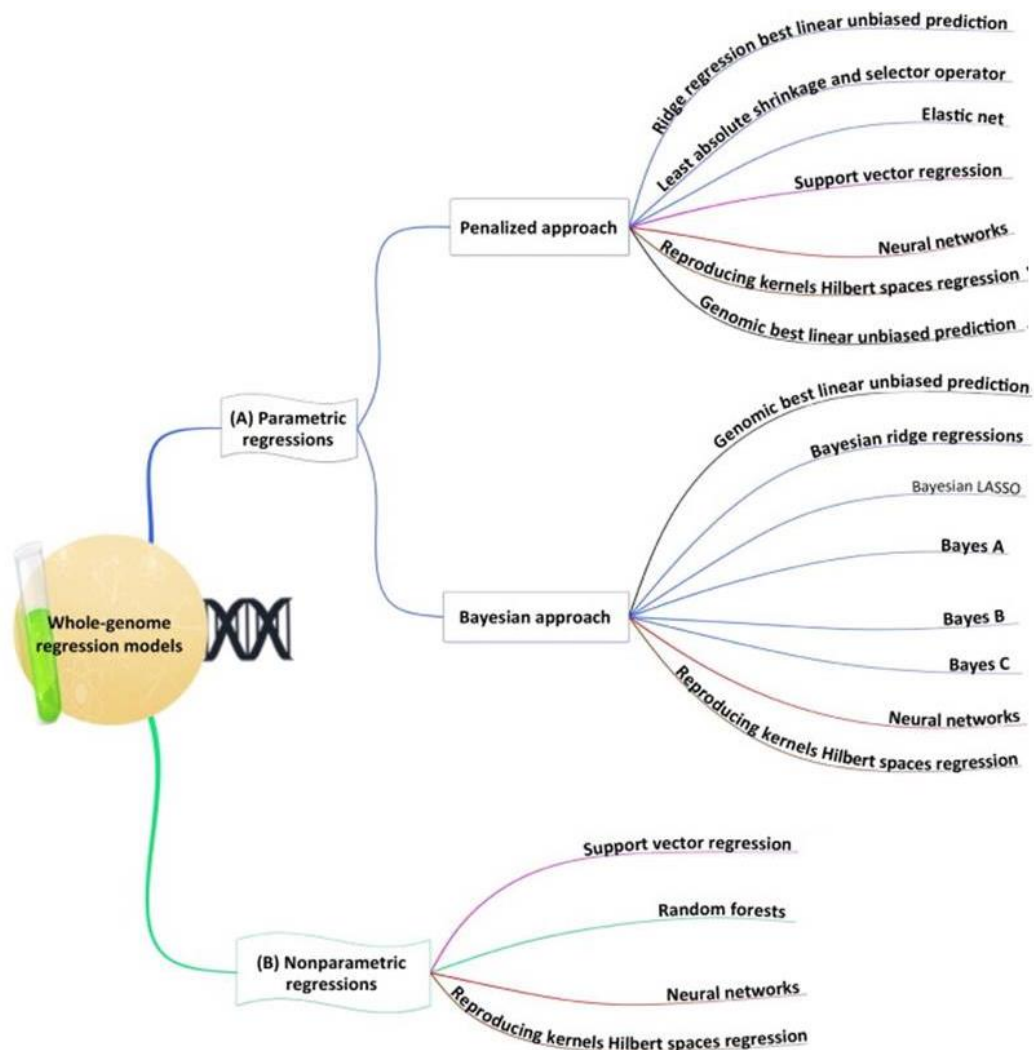 Ridge regression best linear unbiased prediction
Least absolute shrinkage and selector operator
Elastic net
Support vector regression
Penalized approach
Neural networks
Reproducing kernels Hilbert spaces regression
Genomic best linear unbiased prediction
(A) Parametric
regressions
Genomic best linear unbiased prediction
Bayesian ridge regressions
Bayesian LASSO
Bayes A
Bayesian approach
Bayes B
Bayes C
Neural networks
Reproducing kernels Hilbert spaces regression
Whole-genome
regression models
Support vector regression
Random forests
(B) Nonparametric
regressions
Neural networks
Reproducing kernels Hilbert spaces regression